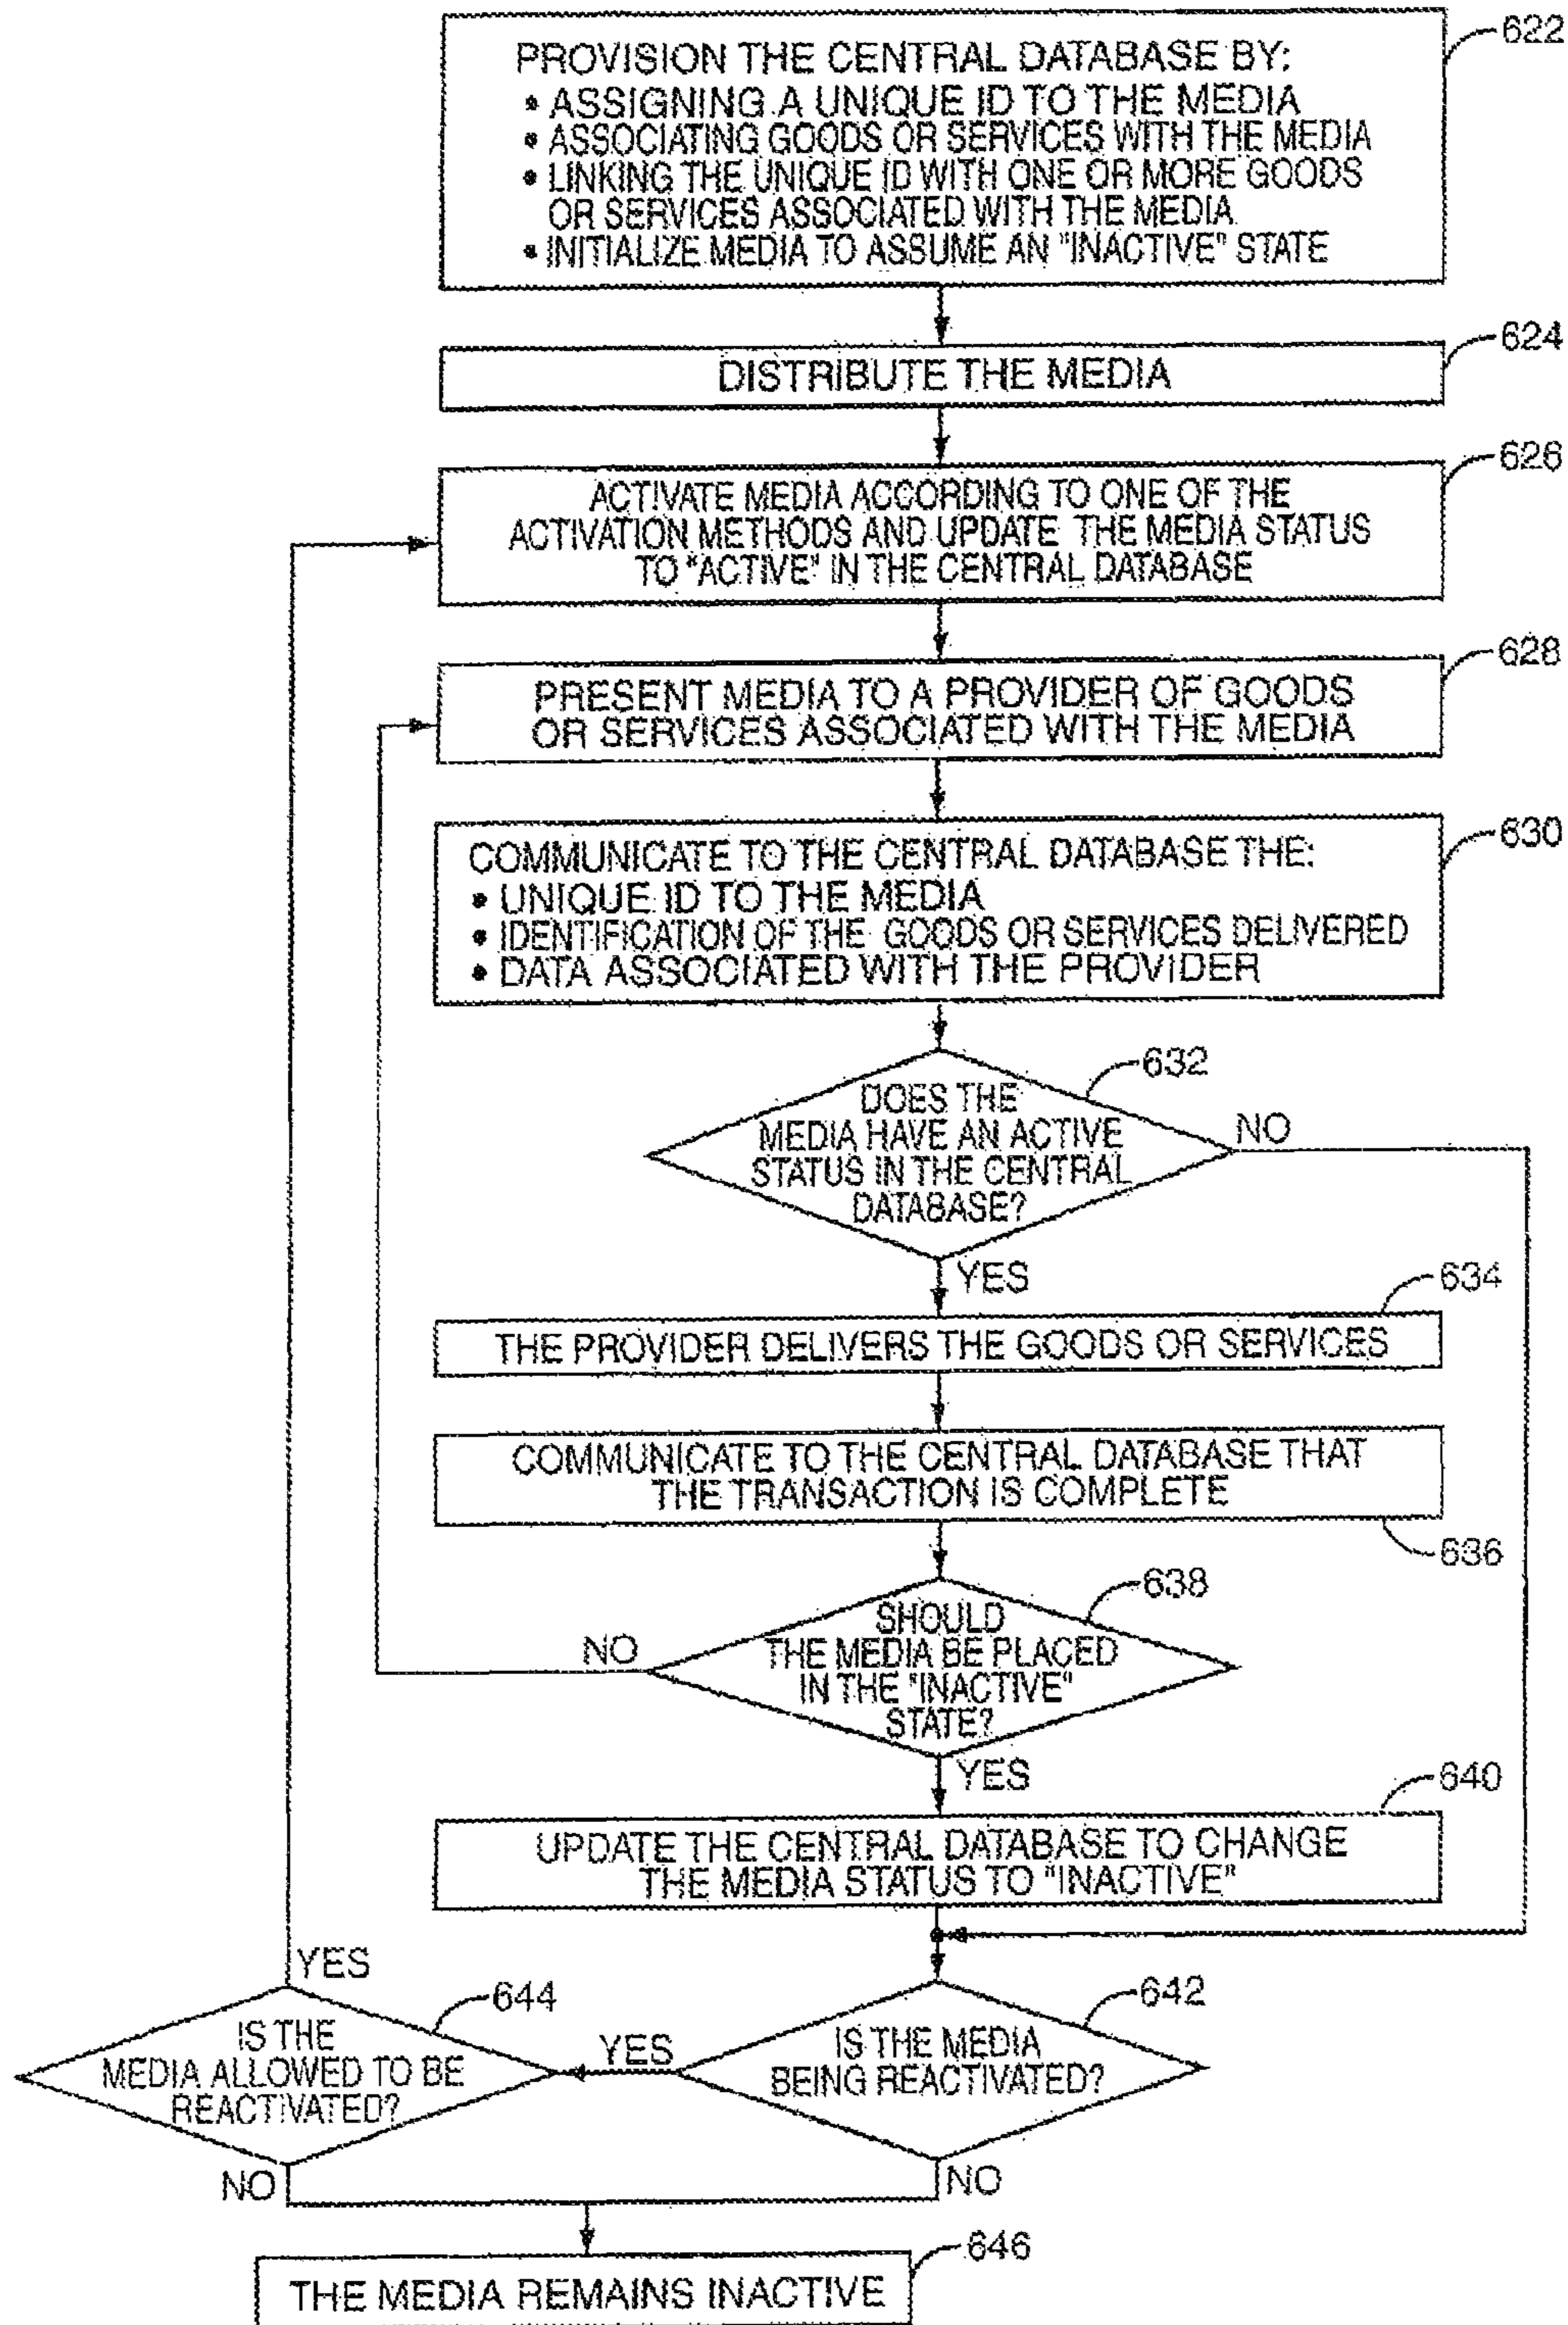 622
PROVISION THE CENTRAL DATABASE BY:
• ASSIGNING A UNIQUE ID TO THE MEDIA
• ASSOCIATING GOODS OR SERVICES WITH THE MEDIA
• LINKING THE UNIQUE ID WITH ONE OR MORE GOODS
OR SERVICES ASSOCIATED WITH THE MEDIA.
• INITIALIZE MEDIA TO ASSUME AN "INACTIVE" STATE
624
DISTRIBUTE THE MEDIA
626
ACTIVATE MEDIA ACCORDING TO ONE OF THE
ACTIVATION METHODS AND UPDATE THE MEDIA STATUS
TO "ACTIVE" IN THE CENTRAL DATABASE
628
PRESENT MEDIA TO A PROVIDER OF GOODS
OR SERVICES ASSOCIATED WITH THE MEDIA
630
COMMUNICATE TO THE CENTRAL DATABASE THE:
• UNIQUE ID TO THE MEDIA
• IDENTIFICATION OF THE GOODS OR SERVICES DELIVERED
• DATA ASSOCIATED WITH THE PROVIDER
632
DOES THE
MEDIA HAVE AN ACTIVE
STATUS IN THE CENTRAL
DATABASE?
NO
YES
634
THE PROVIDER DELIVERS THE GOODS OR SERVICES
COMMUNICATE TO THE CENTRAL DATABASE THAT
THE TRANSACTION IS COMPLETE
636
638
SHOULD
THE MEDIA BE PLACED
IN THE "INACTIVE"
STATE?
NO
YES
640
UPDATE THE CENTRAL DATABASE TO CHANGE
THE MEDIA STATUS TO "INACTIVE"
YES
644
IS THE
MEDIA ALLOWED TO BE
REACTIVATED?
YES
642
IS THE MEDIA
BEING REACTIVATED?
NO
NO
646
THE MEDIA REMAINS INACTIVE